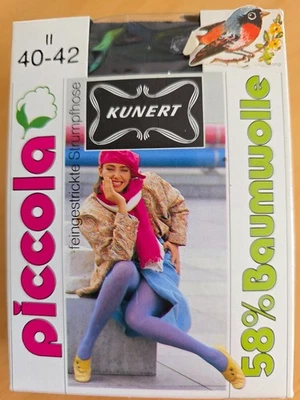 II
40-42
KUNERT
piccola
feingestrickte Strumpfhose
58% Baumwolle